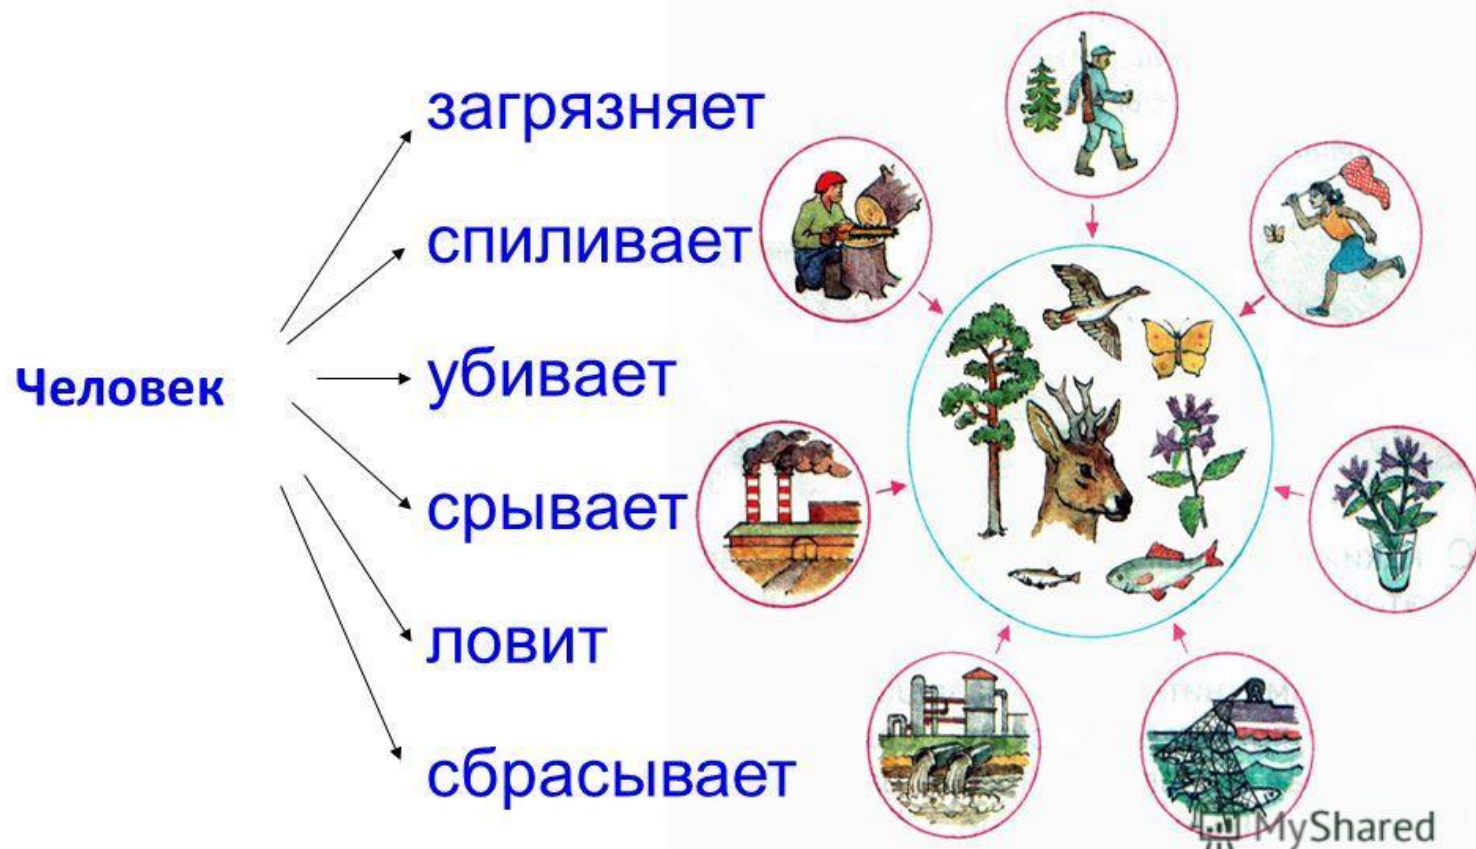 загрязняет
спиливает
Человек
убивает
срывает
ловит
сбрасывает
MyShared